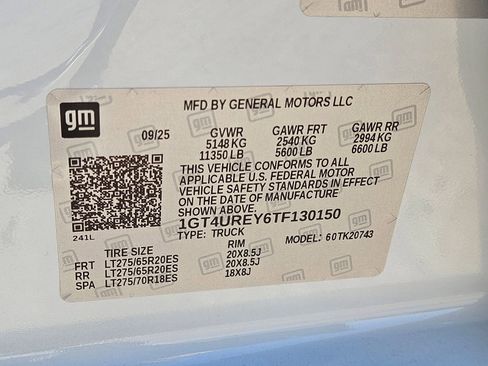 gm
MFD BY GENERAL MOTORS LLC
09/25 GVWR GAWR FRT GAWR RR
5148 KG 2540 KG 2994 KG
11350 LB 5600 LB 6600 LB
THIS VEHICLE CONFORMS TO ALL
APPLICABLE U.S. FEDERAL MOTOR
VEHICLE SAFETY STANDARDS IN EFFECT
ON THE DATE OF MANUFACTURE
SHOWN ABOVE.
1GT4UREY6TF130150
241L TYPE: TRUCK MODEL: 60TK20743
TIRE SIZE RIM
FRT LT275/65R20ES 20X8.5J
RR LT275/65R20ES 20X8.5J
SPA LT275/70R18ES 18X8J